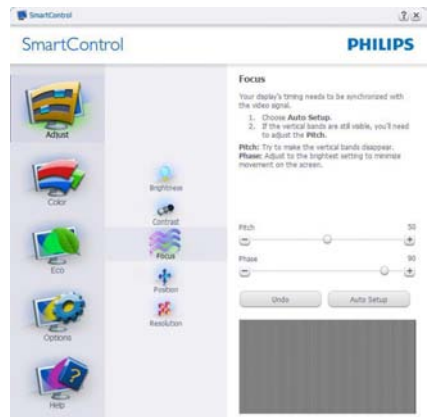 SmartControl
SmartControl
PHILIPS
Adjust
Color
Eco
Options
Help
Brightness
Contrast
Focus
Position
Resolution
Focus
Your display's timing needs to be synchronized with
the video signal.
1. Choose Auto Setup.
2. If the vertical bands are still visible, you'll need
to adjust the Pitch.
Pitch: Try to make the vertical bands disappear.
Phase: Adjust to the brightest setting to minimize
movement on the screen.
Pitch 50
Phase 90
Undo Auto Setup